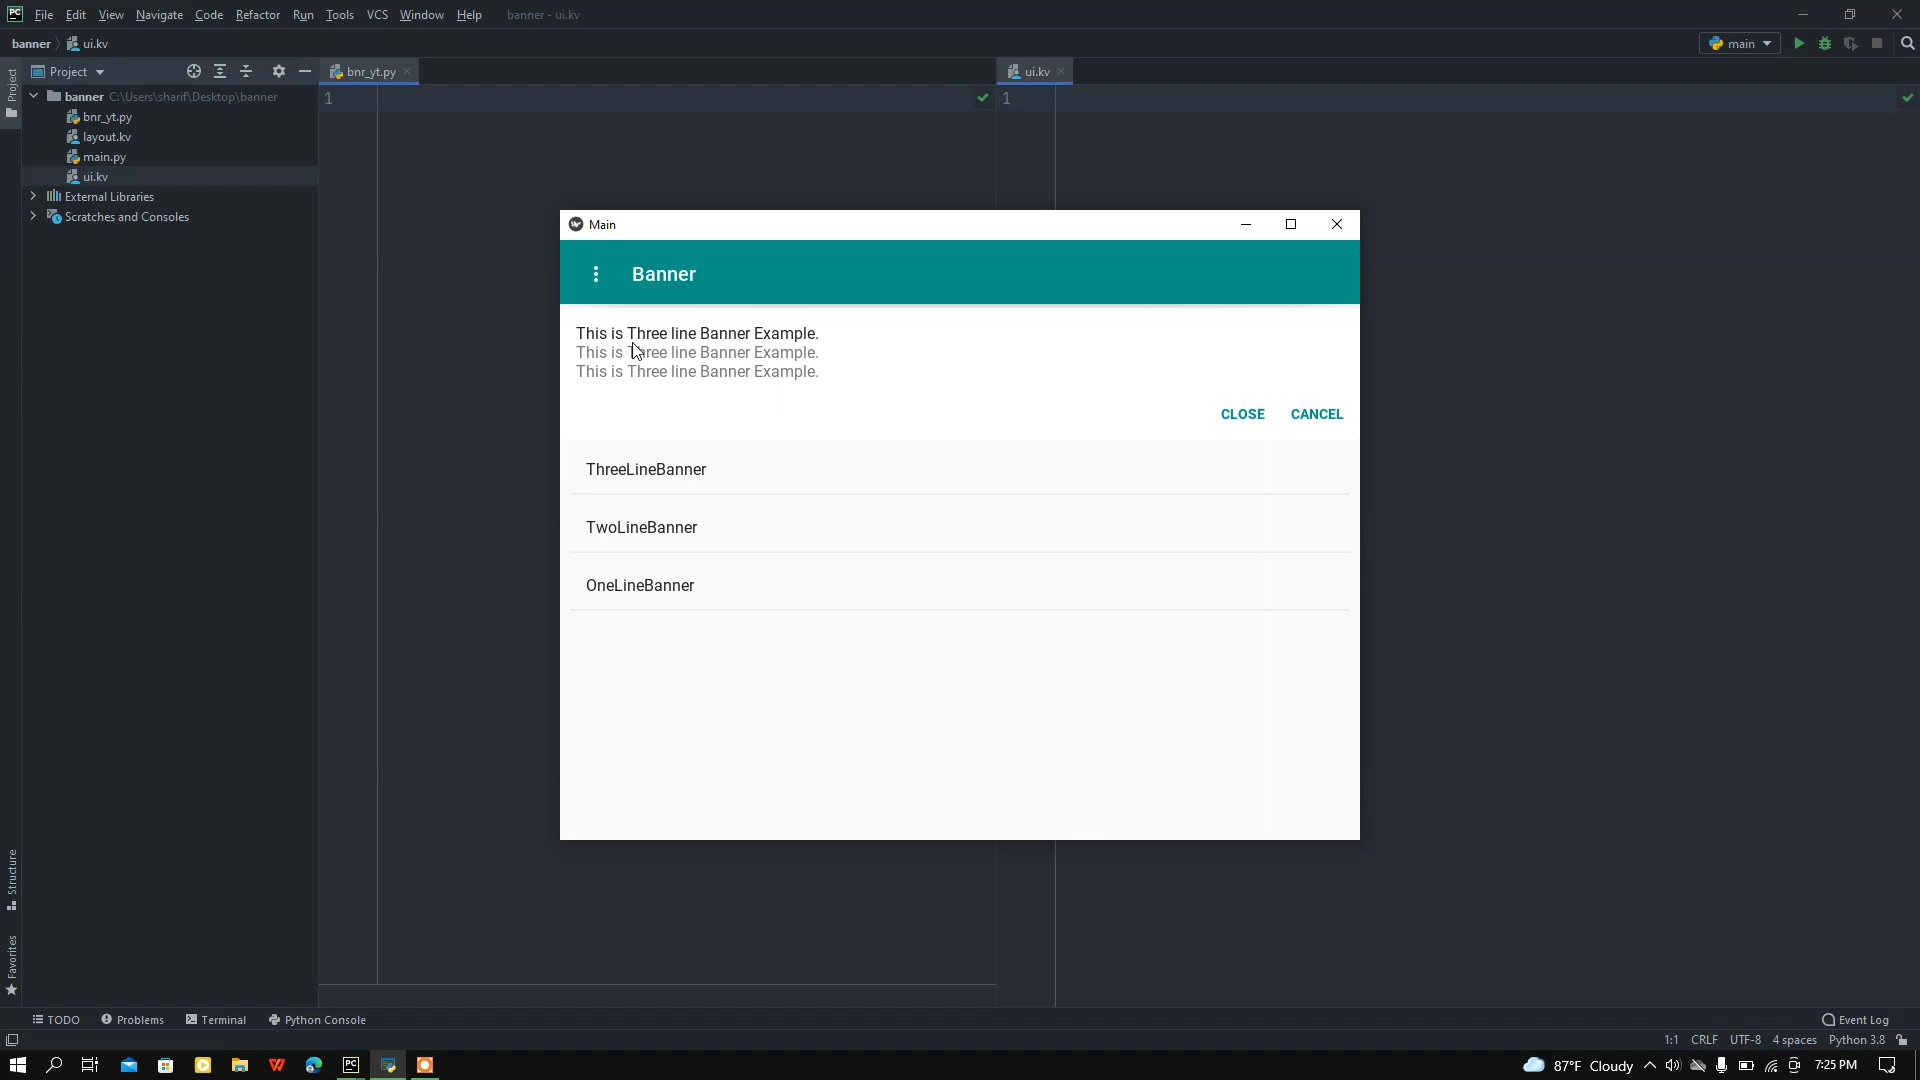 PC File Edit View Navigate Code Refactor Run Tools VCS Window Help banner - ui.kv
banner ui.kv main
Project Project bnr_yt.py ui.kv
banner C:\Users\sharif\Desktop\banner 1 1
bnr_yt.py
layout.kv
main.py
ui.kv
External Libraries
Scratches and Consoles
Main
Banner
This is Three line Banner Example.
This is Three line Banner Example.
This is Three line Banner Example.
CLOSE CANCEL
ThreeLineBanner
TwoLineBanner
OneLineBanner
Structure
Favorites
TODO Problems Terminal Python Console Event Log
1:1 CRLF UTF-8 4 spaces Python 3.8
PC 87°F Cloudy 7:25 PM